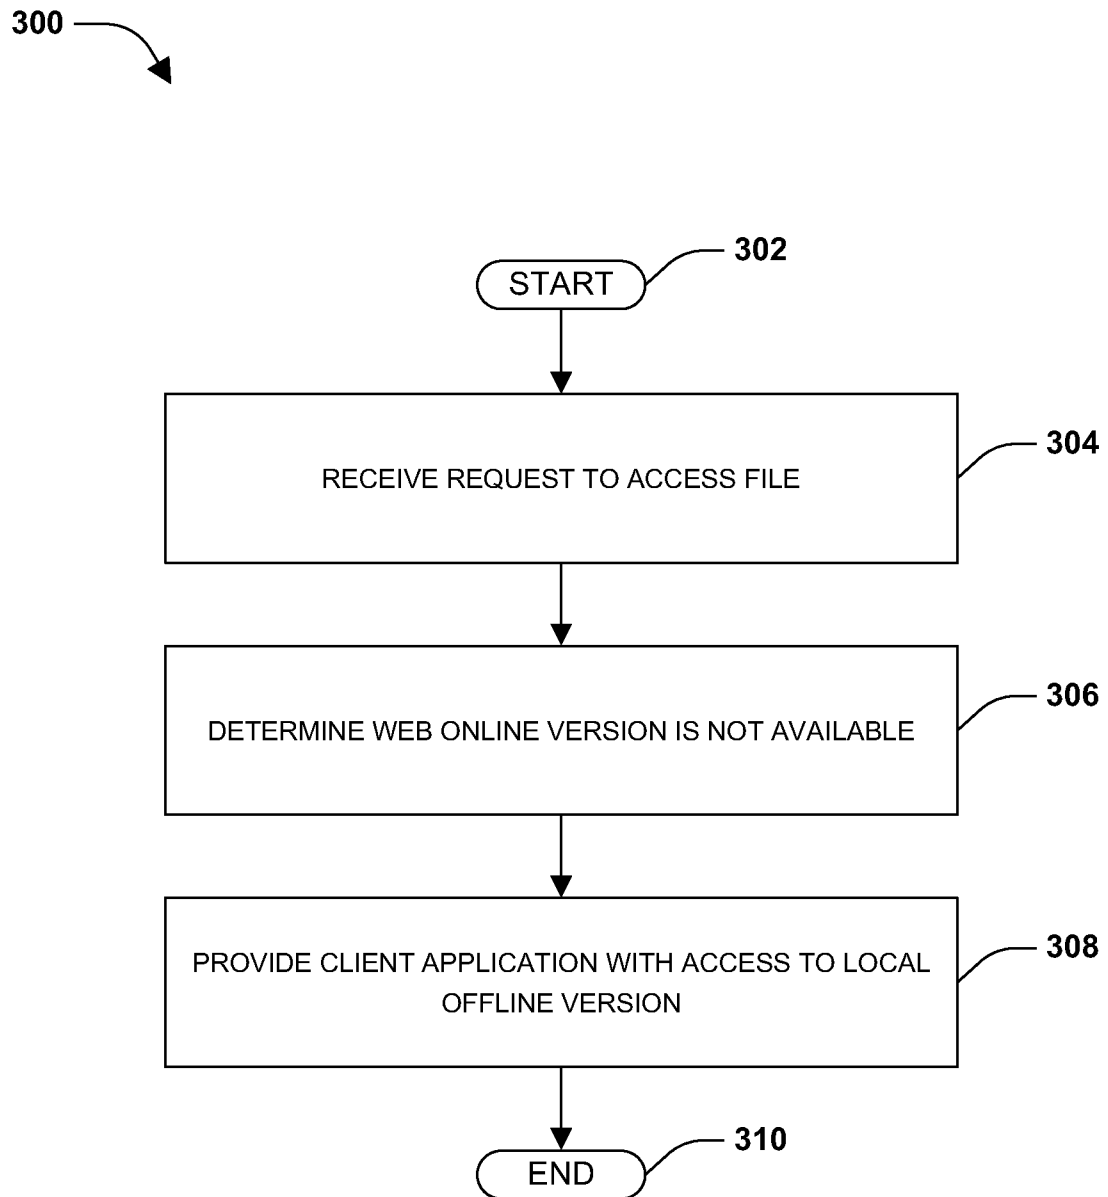 300
302
START
304
RECEIVE REQUEST TO ACCESS FILE
306
DETERMINE WEB ONLINE VERSION IS NOT AVAILABLE
308
PROVIDE CLIENT APPLICATION WITH ACCESS TO LOCAL
OFFLINE VERSION
310
END